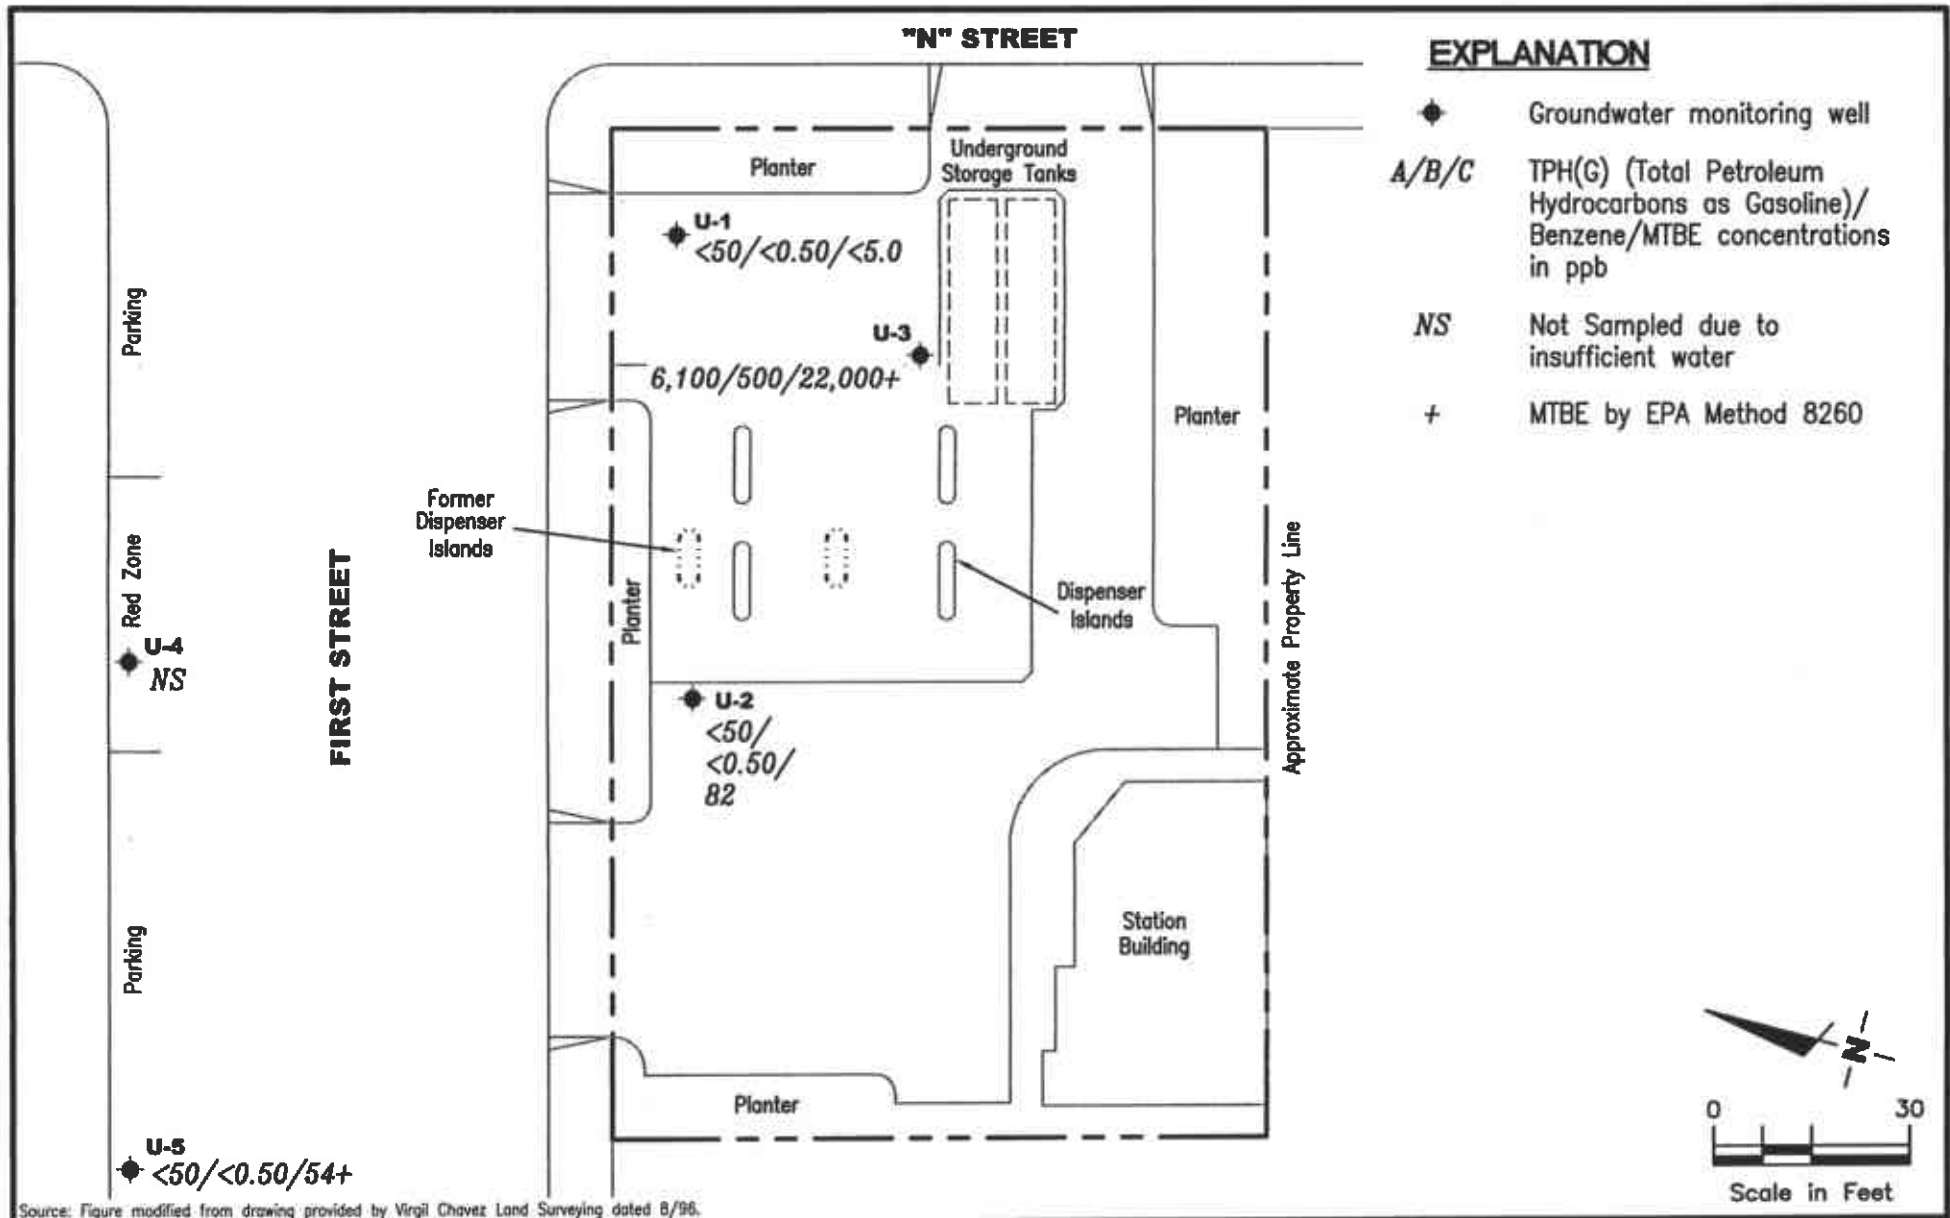 "N" STREET
EXPLANATION
Groundwater monitoring well
A/B/C
TPH(G) (Total Petroleum
Hydrocarbons as Gasoline)/
Benzene/MTBE concentrations
in ppb
NS
Not Sampled due to
insufficient water
+
MTBE by EPA Method 8260
Planter
Underground
Storage Tanks
U-1
<50/<0.50/<5.0
U-3
6,100/500/22,000+
Parking
Planter
Former
Dispenser
Islands
Red Zone
FIRST STREET
Planter
Dispenser
Islands
Approximate Property Line
U-4
NS
U-2
<50/
<0.50/
82
Parking
Station
Building
Planter
N
0 30
Scale in Feet
U-5
<50/<0.50/54+
Source: Figure modified from drawing provided by Virgil Chavez Land Surveying dated 8/96.